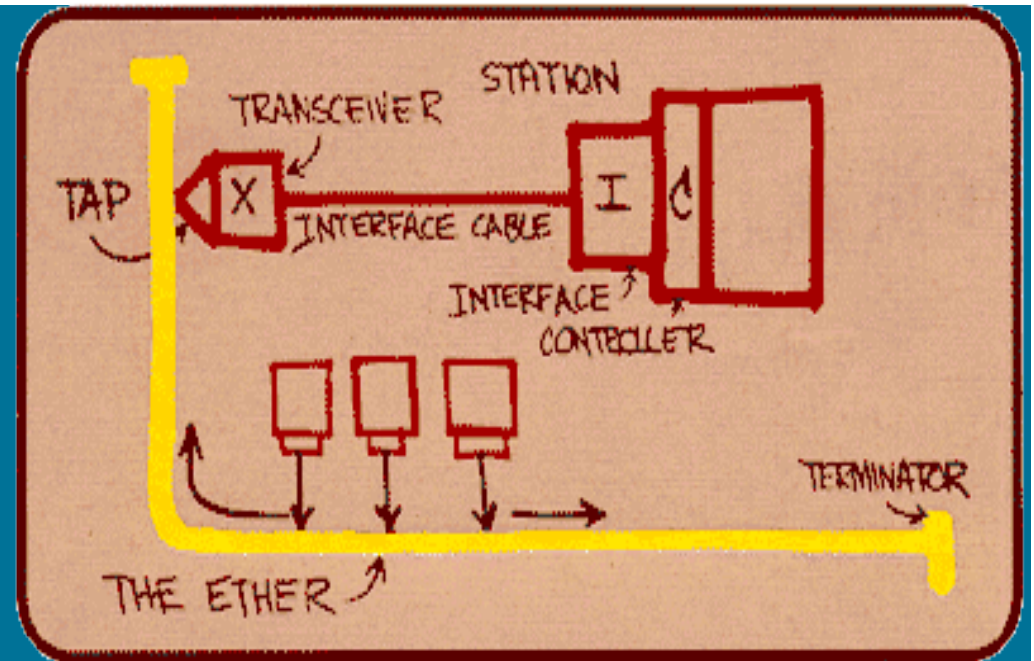 STATION
TRANSCEIVER
TAP
X
I
C
INTERFACE CABLE
INTERFACE
CONTROLLER
TERMINATOR
THE ETHER